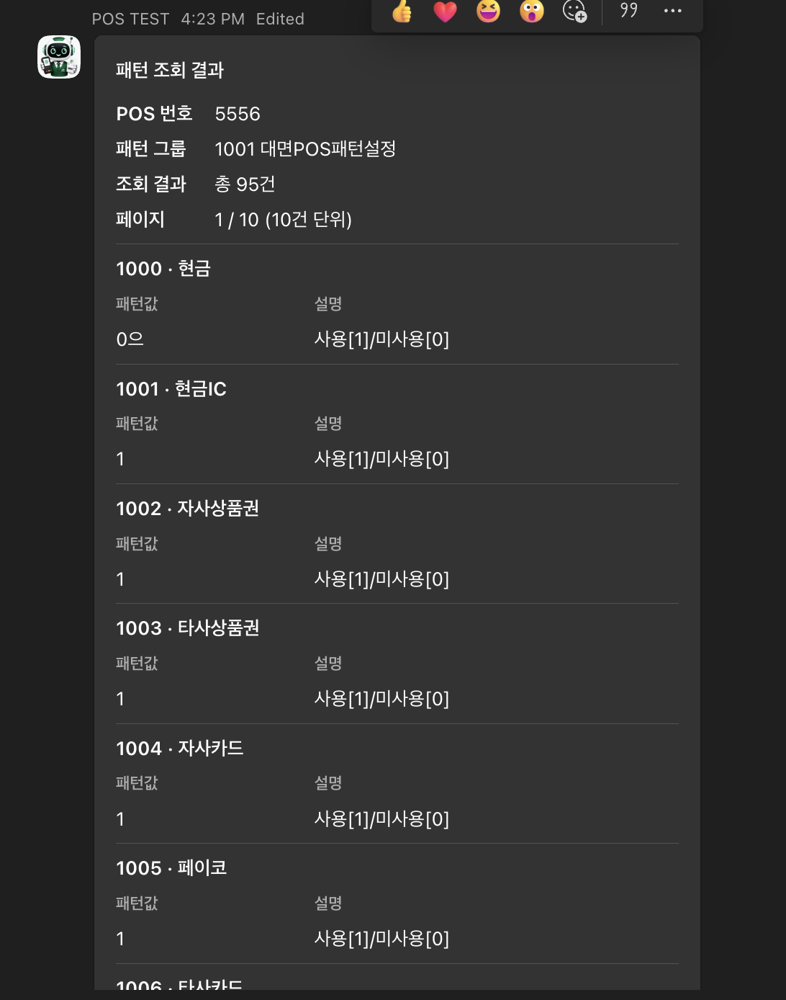 POS TEST 4:23 PM Edited
패턴 조회 결과
POS 번호 5556
패턴 그룹 1001 대면POS패턴설정
조회 결과 총 95건
페이지 1 / 10 (10건 단위)
1000 · 현금
패턴값 설명
0으 사용[1]/미사용[0]
1001 · 현금IC
패턴값 설명
1 사용[1]/미사용[0]
1002 · 자사상품권
패턴값 설명
1 사용[1]/미사용[0]
1003 · 타사상품권
패턴값 설명
1 사용[1]/미사용[0]
1004 · 자사카드
패턴값 설명
1 사용[1]/미사용[0]
1005 · 페이코
패턴값 설명
1 사용[1]/미사용[0]
1006 · 타사카드